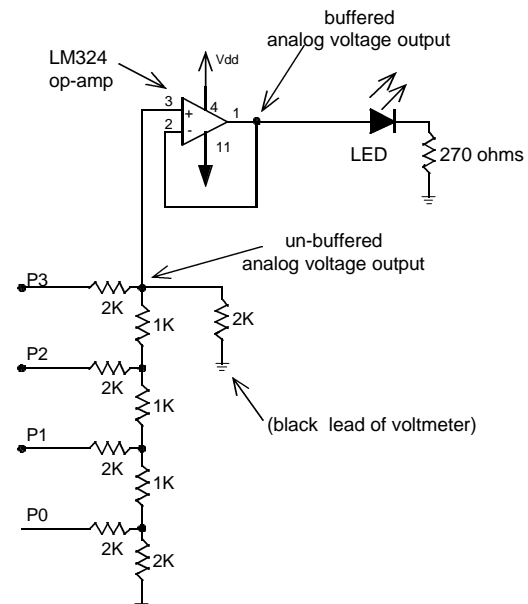 buffered
analog voltage output
LM324
op-amp
Vdd
3
+
4
1
2
-
11
LED
270 ohms
un-buffered
analog voltage output
P3
2K
1K
2K
P2
2K
1K
(black lead of voltmeter)
P1
2K
1K
P0
2K
2K